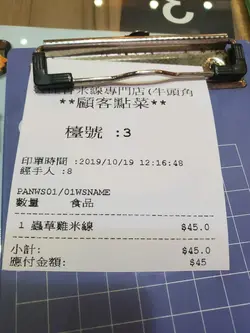 米線專門店(牛頭角
**顧客點菜**
檯號 :3
印單時間 :2019/10/19 12:16:48
經手人 :8
PANWS01/01WSNAME
數量 食品
1 蟲草雞米線 $45.0
小計: $45.0
應付金額: $45